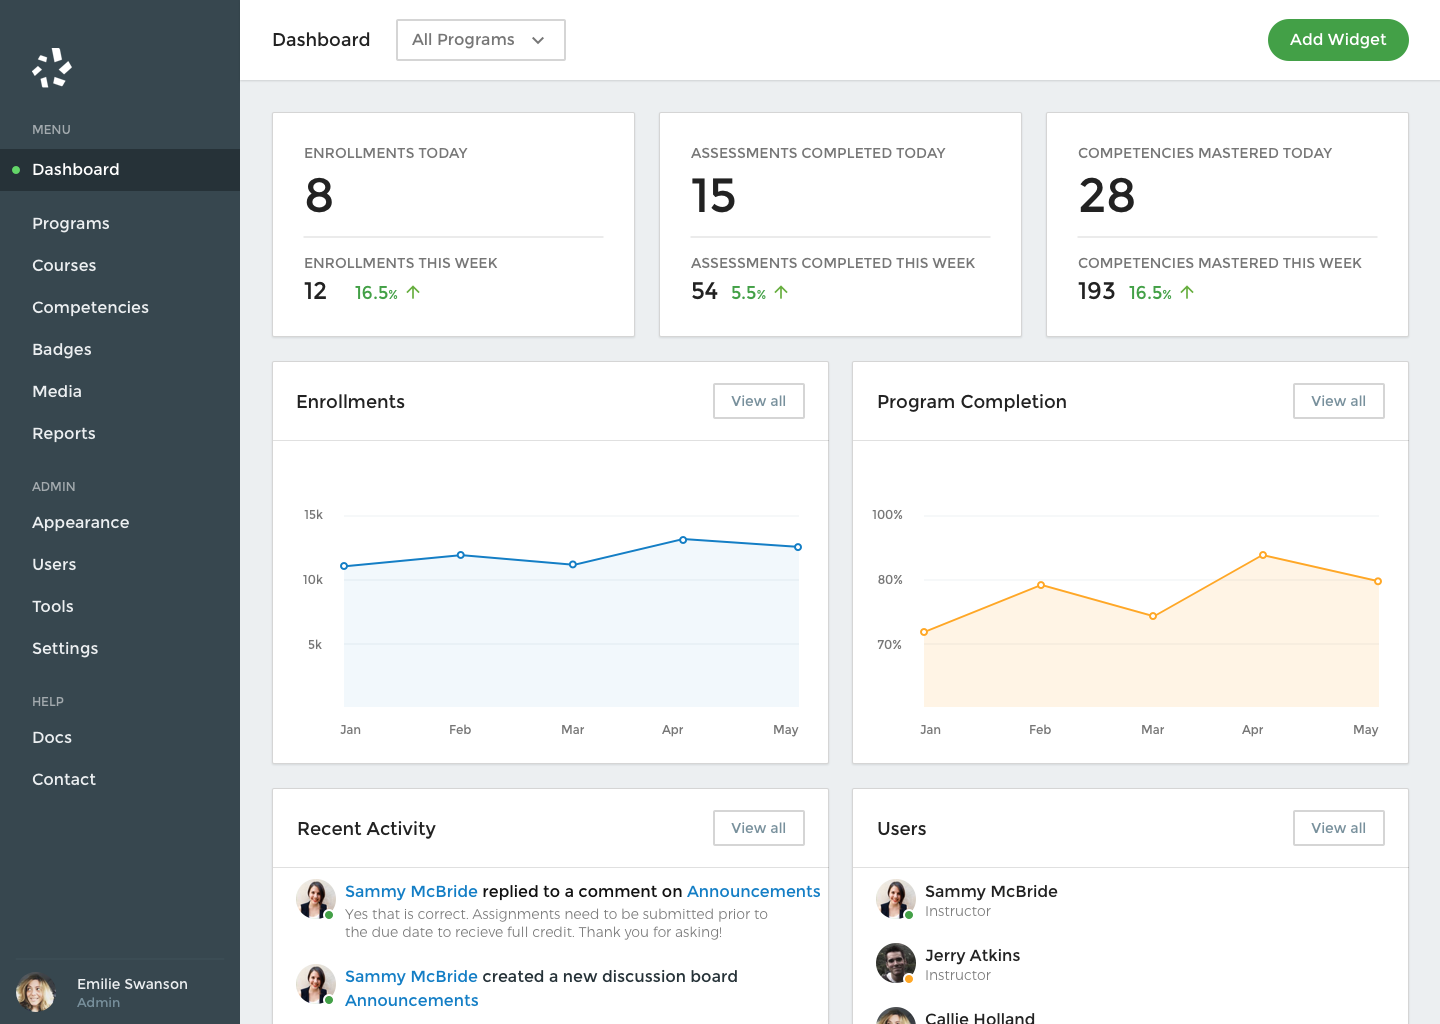 MENU
Dashboard
Programs
Courses
Competencies
Badges
Media
Reports
ADMIN
Appearance
Users
Tools
Settings
HELP
Docs
Contact
Emilie Swanson
Admin
Dashboard
All Programs
Add Widget
ENROLLMENTS TODAY
8
ENROLLMENTS THIS WEEK
12 16.5%
ASSESSMENTS COMPLETED TODAY
15
ASSESSMENTS COMPLETED THIS WEEK
54 5.5%
COMPETENCIES MASTERED TODAY
28
COMPETENCIES MASTERED THIS WEEK
193 16.5%
Enrollments
View all
15k
10k
5k
Jan Feb Mar Apr May
Program Completion
View all
100%
80%
70%
Jan Feb Mar Apr May
Recent Activity
View all
Sammy McBride replied to a comment on Announcements
Yes that is correct. Assignments need to be submitted prior to
the due date to recieve full credit. Thank you for asking!
Sammy McBride created a new discussion board
Announcements
Users
View all
Sammy McBride
Instructor
Jerry Atkins
Instructor
Callie Holland